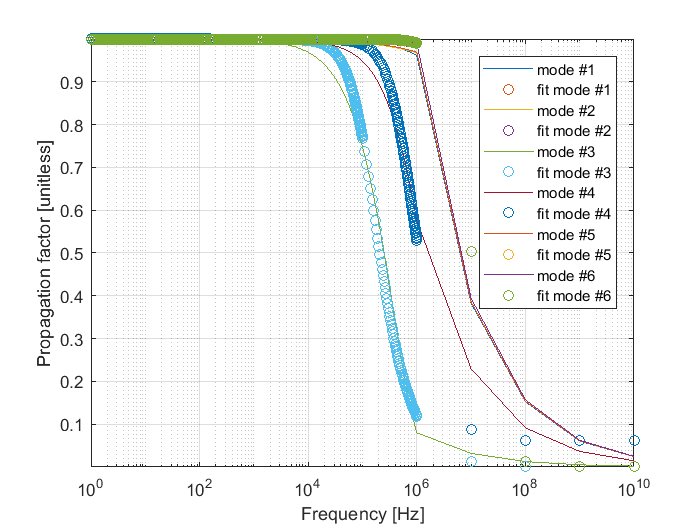 0.9
0.8
0.7
0.6
0.5
0.4
0.3
0.2
0.1
Propagation factor [unitless]
mode #1
fit mode #1
mode #2
fit mode #2
mode #3
fit mode #3
mode #4
fit mode #4
mode #5
fit mode #5
mode #6
fit mode #6
10^0 10^2 10^4 10^6 10^8 10^10
Frequency [Hz]